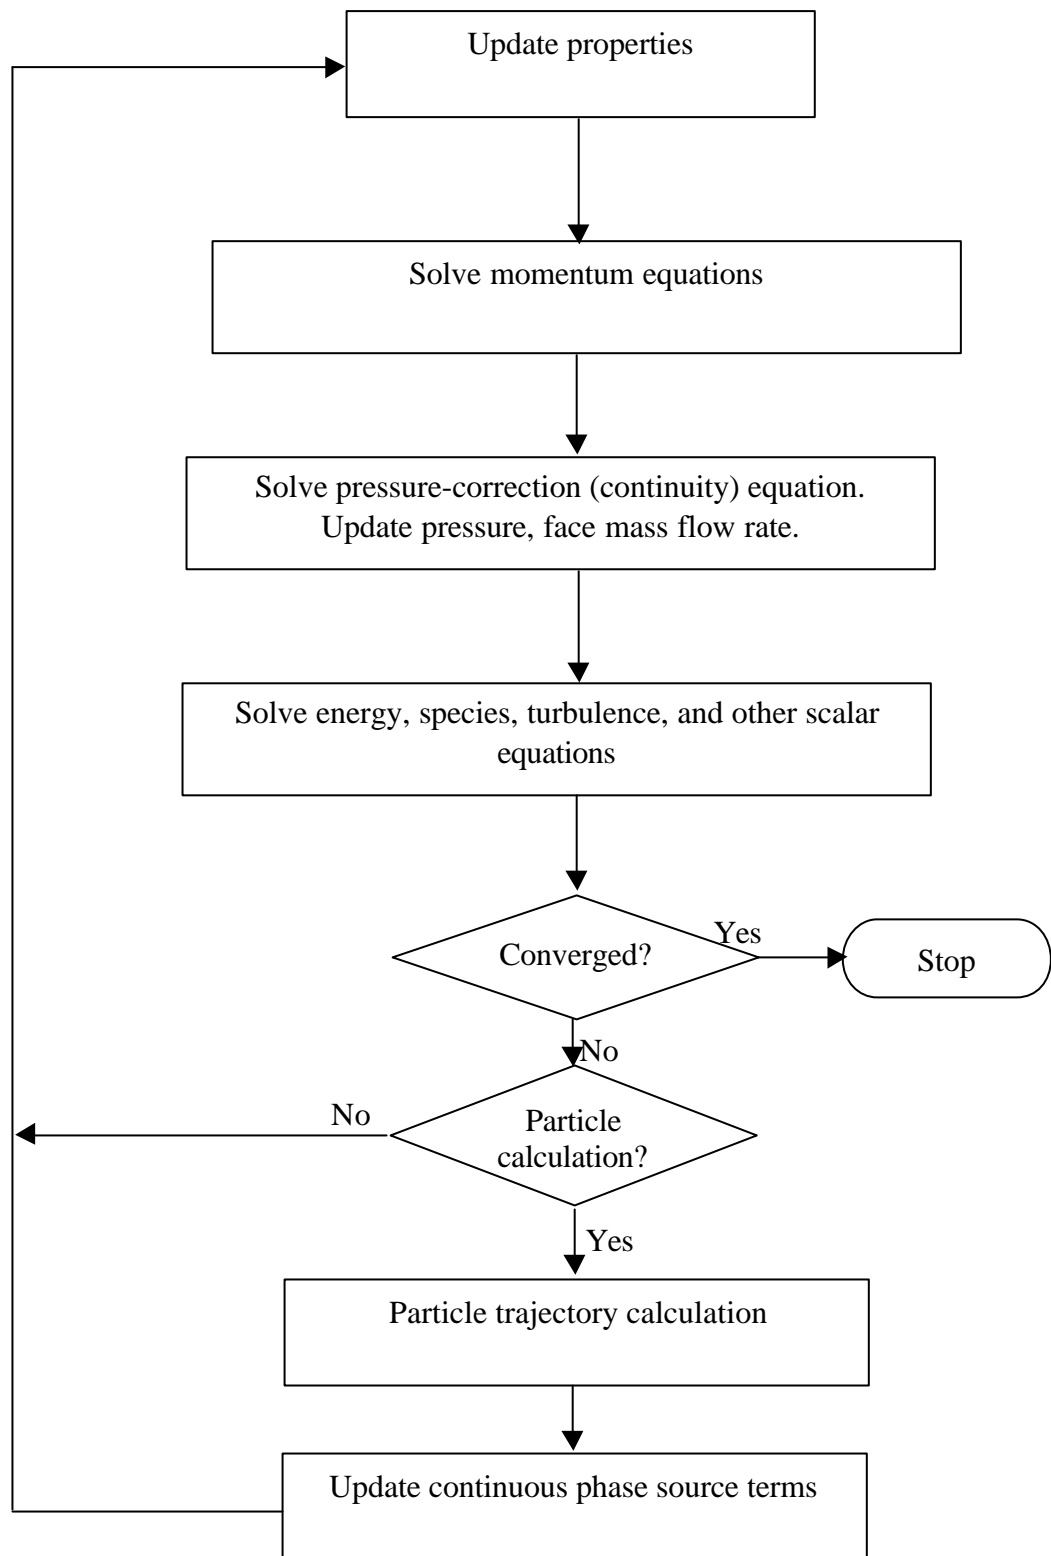 Update properties
Solve momentum equations
Solve pressure-correction (continuity) equation.
Update pressure, face mass flow rate.
Solve energy, species, turbulence, and other scalar
equations
Yes
Converged?
Stop
No
No
Particle
calculation?
Yes
Particle trajectory calculation
Update continuous phase source terms